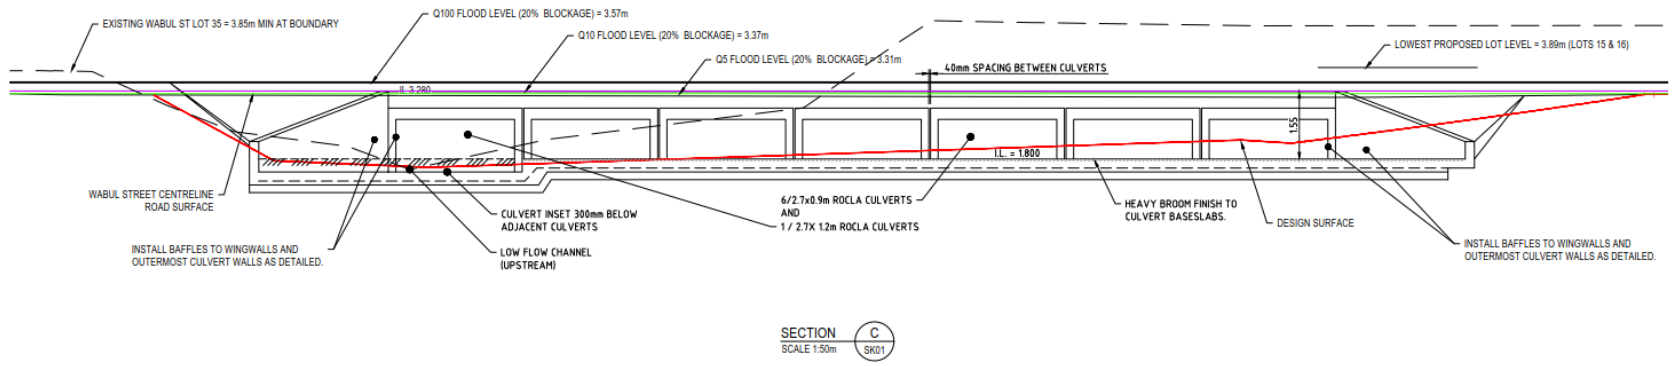 EXISTING WABUL ST LOT 35 = 3.85m MIN AT BOUNDARY
Q100 FLOOD LEVEL (20% BLOCKAGE) = 3.57m
Q10 FLOOD LEVEL (20% BLOCKAGE) = 3.37m
Q5 FLOOD LEVEL (20% BLOCKAGE) = 3.31m
LOWEST PROPOSED LOT LEVEL = 3.89m (LOTS 15 & 16)
40mm SPACING BETWEEN CULVERTS
IL 3.280
1.55
I.L. = 1.800
WABUL STREET CENTRELINE
ROAD SURFACE
CULVERT INSET 300mm BELOW
ADJACENT CULVERTS
6/2.7x0.9m ROCLA CULVERTS
AND
1 / 2.7X 1.2m ROCLA CULVERTS
HEAVY BROOM FINISH TO
CULVERT BASESLABS.
DESIGN SURFACE
INSTALL BAFFLES TO WINGWALLS AND
OUTERMOST CULVERT WALLS AS DETAILED.
LOW FLOW CHANNEL
(UPSTREAM)
INSTALL BAFFLES TO WINGWALLS AND
OUTERMOST CULVERT WALLS AS DETAILED.
SECTION
C
SCALE 1:50m
SK01